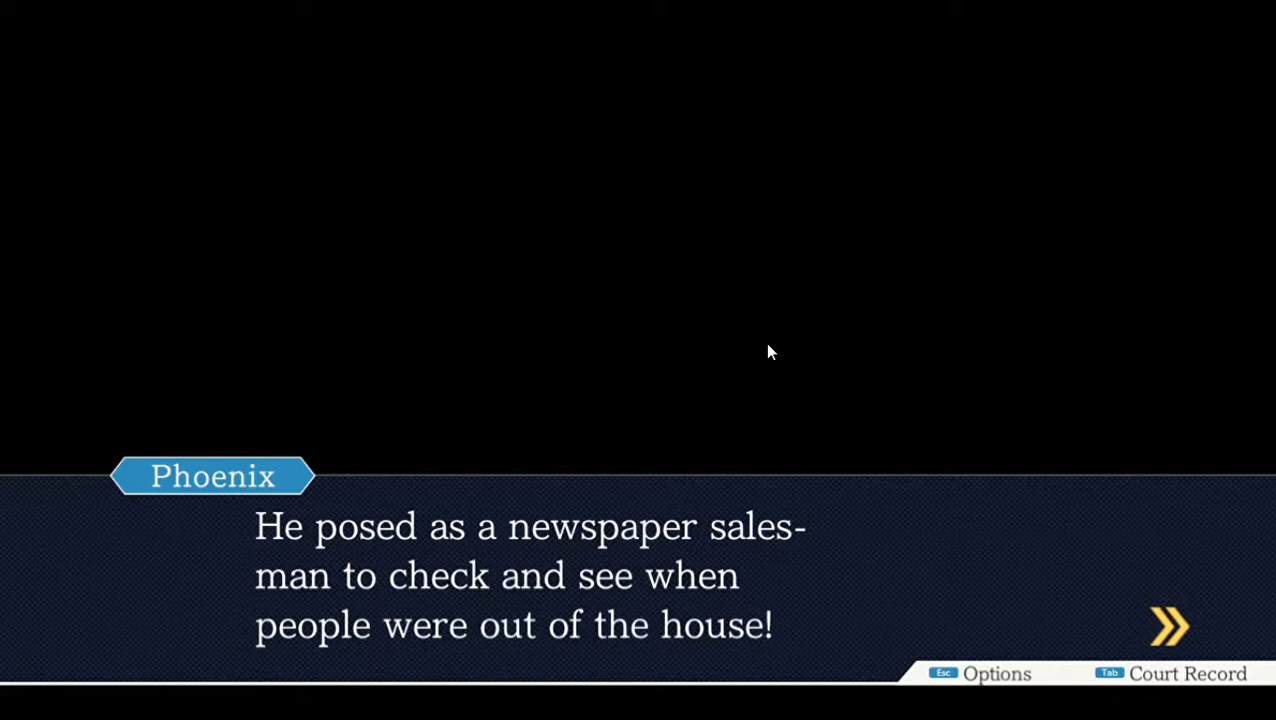 Phoenix
He posed as a newspaper sales-
man to check and see when
people were out of the house!
Esc Options Tab Court Record